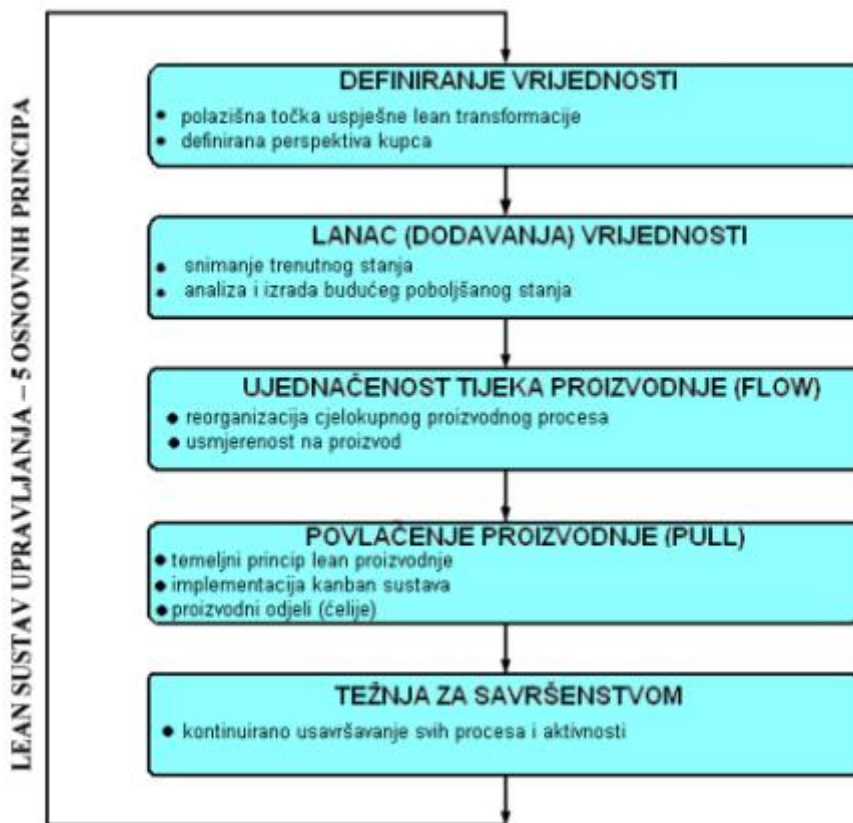 LEAN SUSTAV UPRAVLJANJA – 5 OSNOVNIH PRINCIPA
DEFINIRANJE VRIJEDNOSTI
• polazišna točka uspješne lean transformacije
• definirana perspektiva kupca
LANAC (DODAVANJA) VRIJEDNOSTI
• snimanje trenutnog stanja
• analiza i izrada budućeg poboljšanog stanja
UJEDNAČENOST TIJEKA PROIZVODNJE (FLOW)
• reorganizacija cjelokupnog proizvodnog procesa
• usmjerenost na proizvod
POVLAČENJE PROIZVODNJE (PULL)
• temeljni princip lean proizvodnje
• implementacija kanban sustava
• proizvodni odjeli (ćelije)
TEŽNJA ZA SAVRŠENSTVOM
• kontinuirano usavršavanje svih procesa i aktivnosti